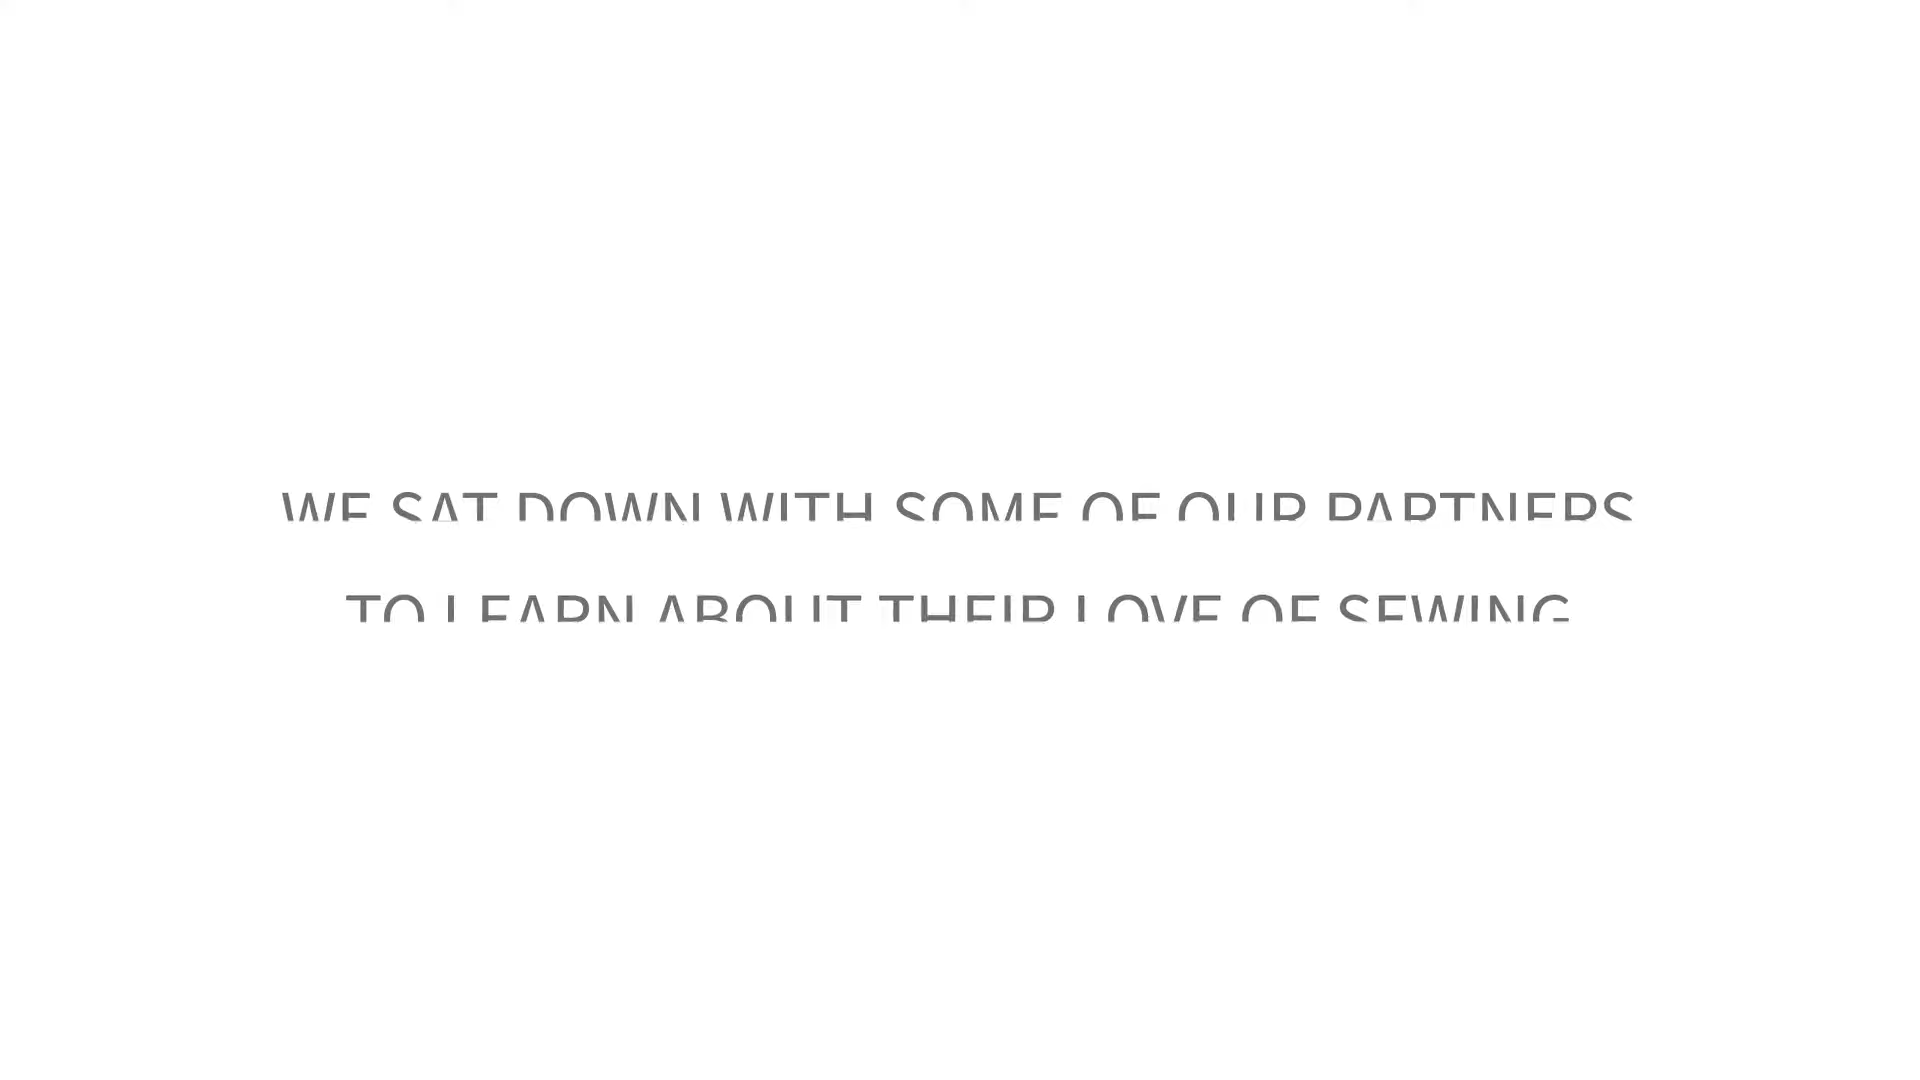 WE SAT DOWN WITH SOME OF OUR PARTNERS
TO LEARN ABOUT THEIR LOVE OF SEWING